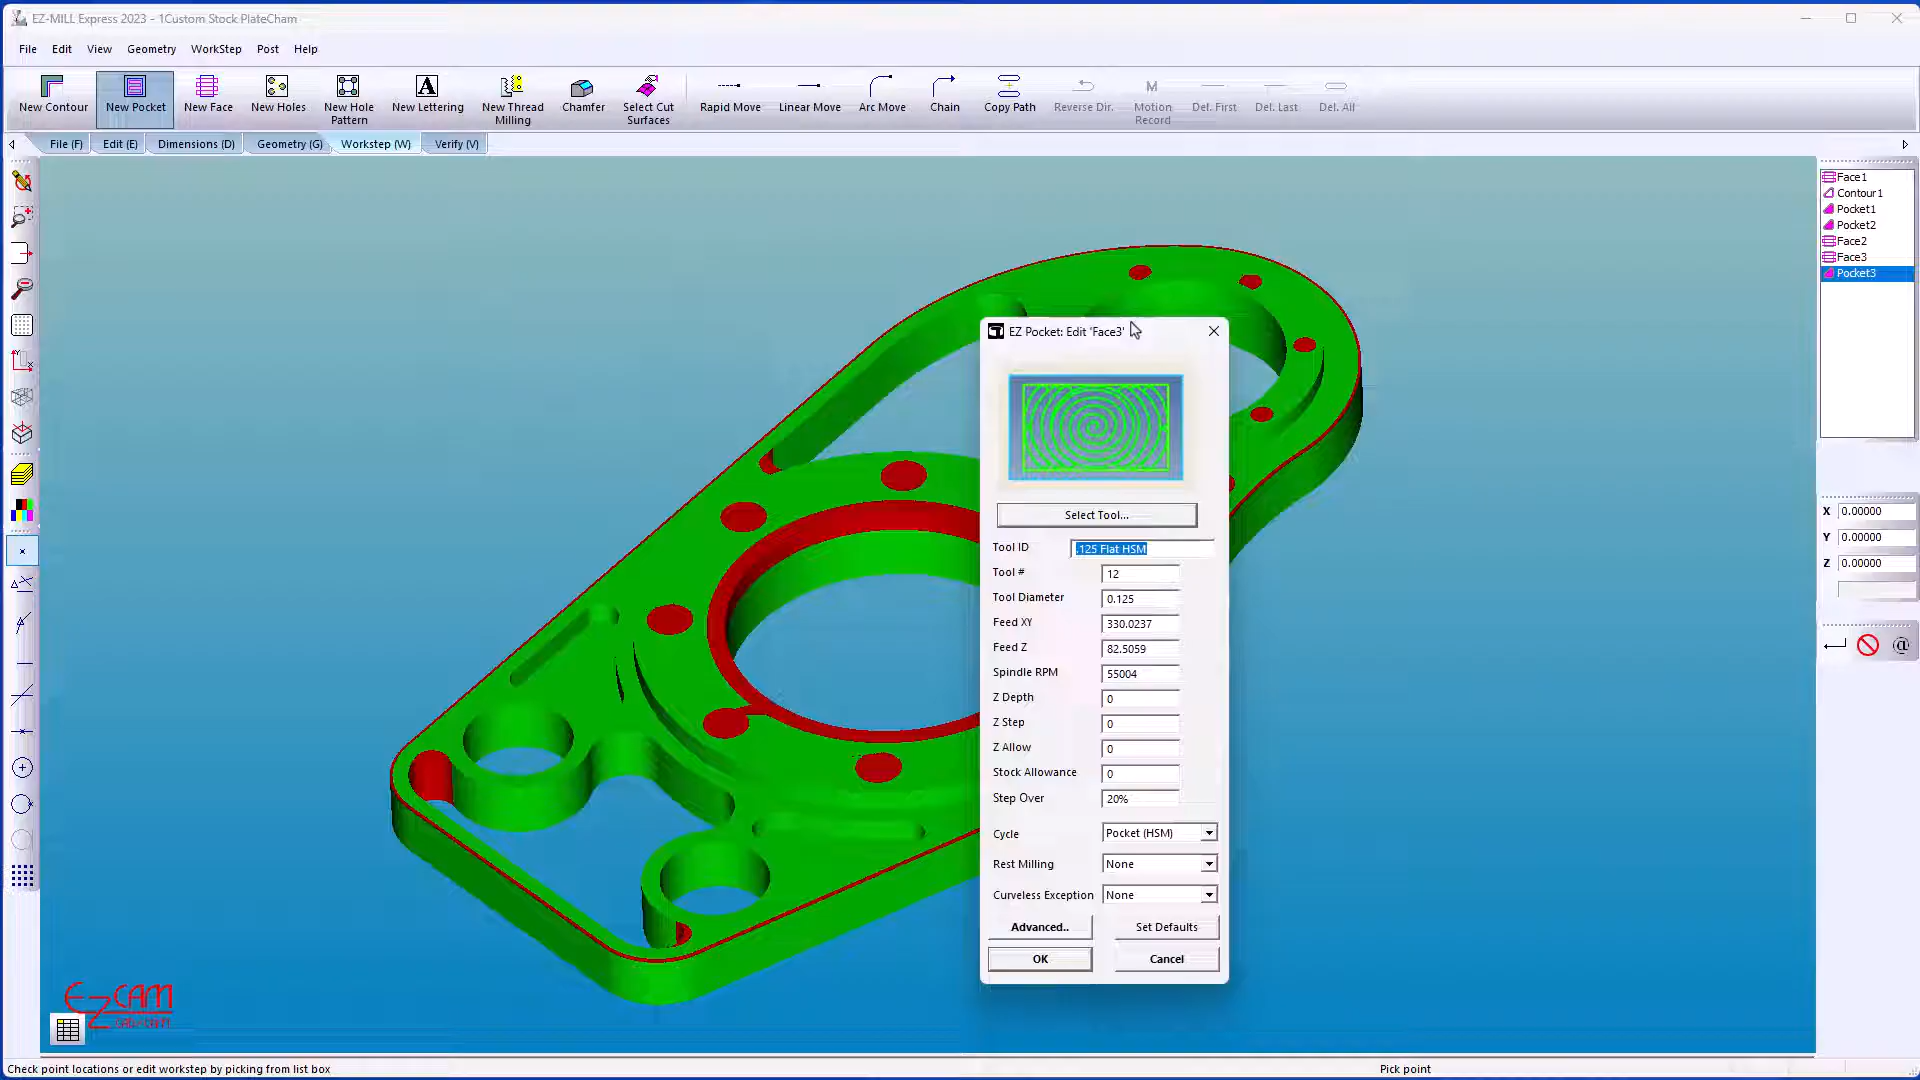 EZ-MILL Express 2023 - 1Custom Stock PlateCham
File Edit View Geometry WorkStep Post Help
New Contour New Pocket New Face New Holes New Hole Pattern New Lettering New Thread Milling Chamfer Select Cut Surfaces Rapid Move Linear Move Arc Move Chain Copy Path Reverse Dir. Motion Record Del. First Del. Last Del. All
File (F) Edit (E) Dimensions (D) Geometry (G) Workstep (W) Verify (V)
Face1
Contour1
Pocket1
Pocket2
Face2
Face3
Pocket3
EZ Pocket: Edit 'Face3'
Select Tool...
Tool ID .125 Flat HSM
Tool # 12
Tool Diameter 0.125
Feed XY 330.0237
Feed Z 82.5059
Spindle RPM 55004
Z Depth 0
Z Step 0
Z Allow 0
Stock Allowance 0
Step Over 20%
Cycle Pocket (HSM)
Rest Milling None
Curveless Exception None
Advanced.. Set Defaults
OK Cancel
X 0.00000
Y 0.00000
Z 0.00000
@
EZCAM
Check point locations or edit workstep by picking from list box
Pick point